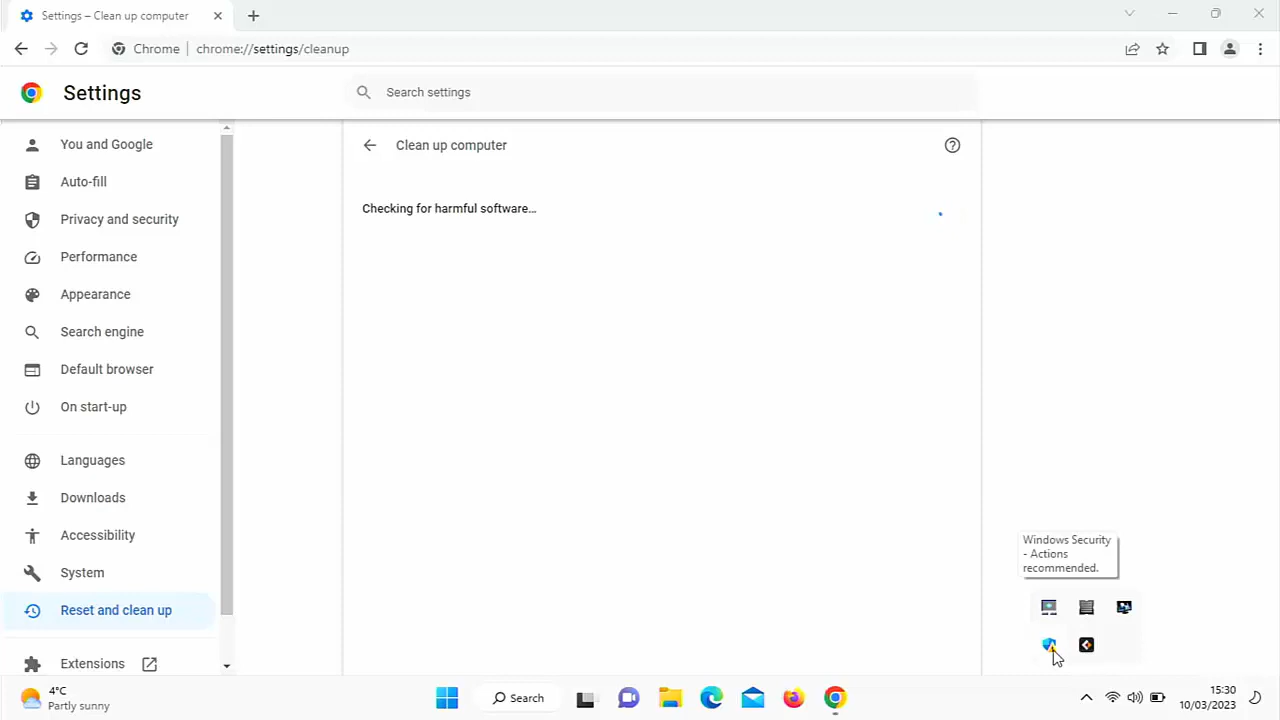 Settings – Clean up computer
Chrome
chrome://settings/cleanup
Settings
Search settings
You and Google
Auto-fill
Privacy and security
Performance
Appearance
Search engine
Default browser
On start-up
Languages
Downloads
Accessibility
System
Reset and clean up
Extensions
Clean up computer
Checking for harmful software...
Windows Security
- Actions
recommended.
4°C
Partly sunny
Search
15:30
10/03/2023